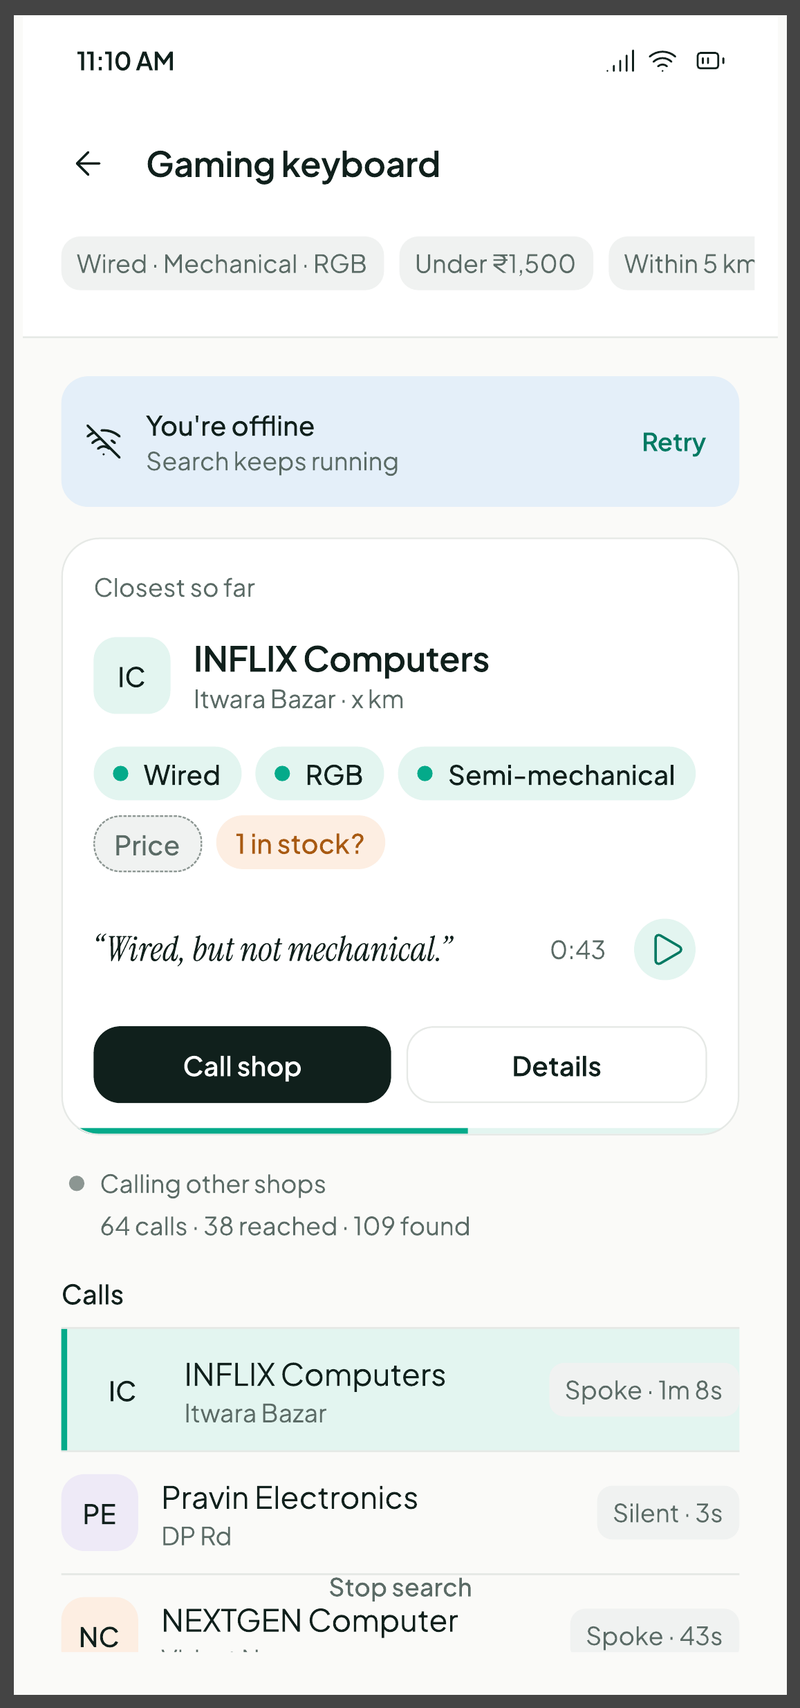 11:10 AM
Gaming keyboard
Wired · Mechanical · RGB
Under ₹1,500
Within 5 km
You're offline
Search keeps running
Retry
Closest so far
IC
INFLIX Computers
Itwara Bazar · x km
Wired
RGB
Semi-mechanical
Price
1 in stock?
“Wired, but not mechanical.”
0:43
Call shop
Details
Calling other shops
64 calls · 38 reached · 109 found
Calls
IC
INFLIX Computers
Itwara Bazar
Spoke · 1m 8s
PE
Pravin Electronics
DP Rd
Silent · 3s
Stop search
NC
NEXTGEN Computer
Spoke · 43s